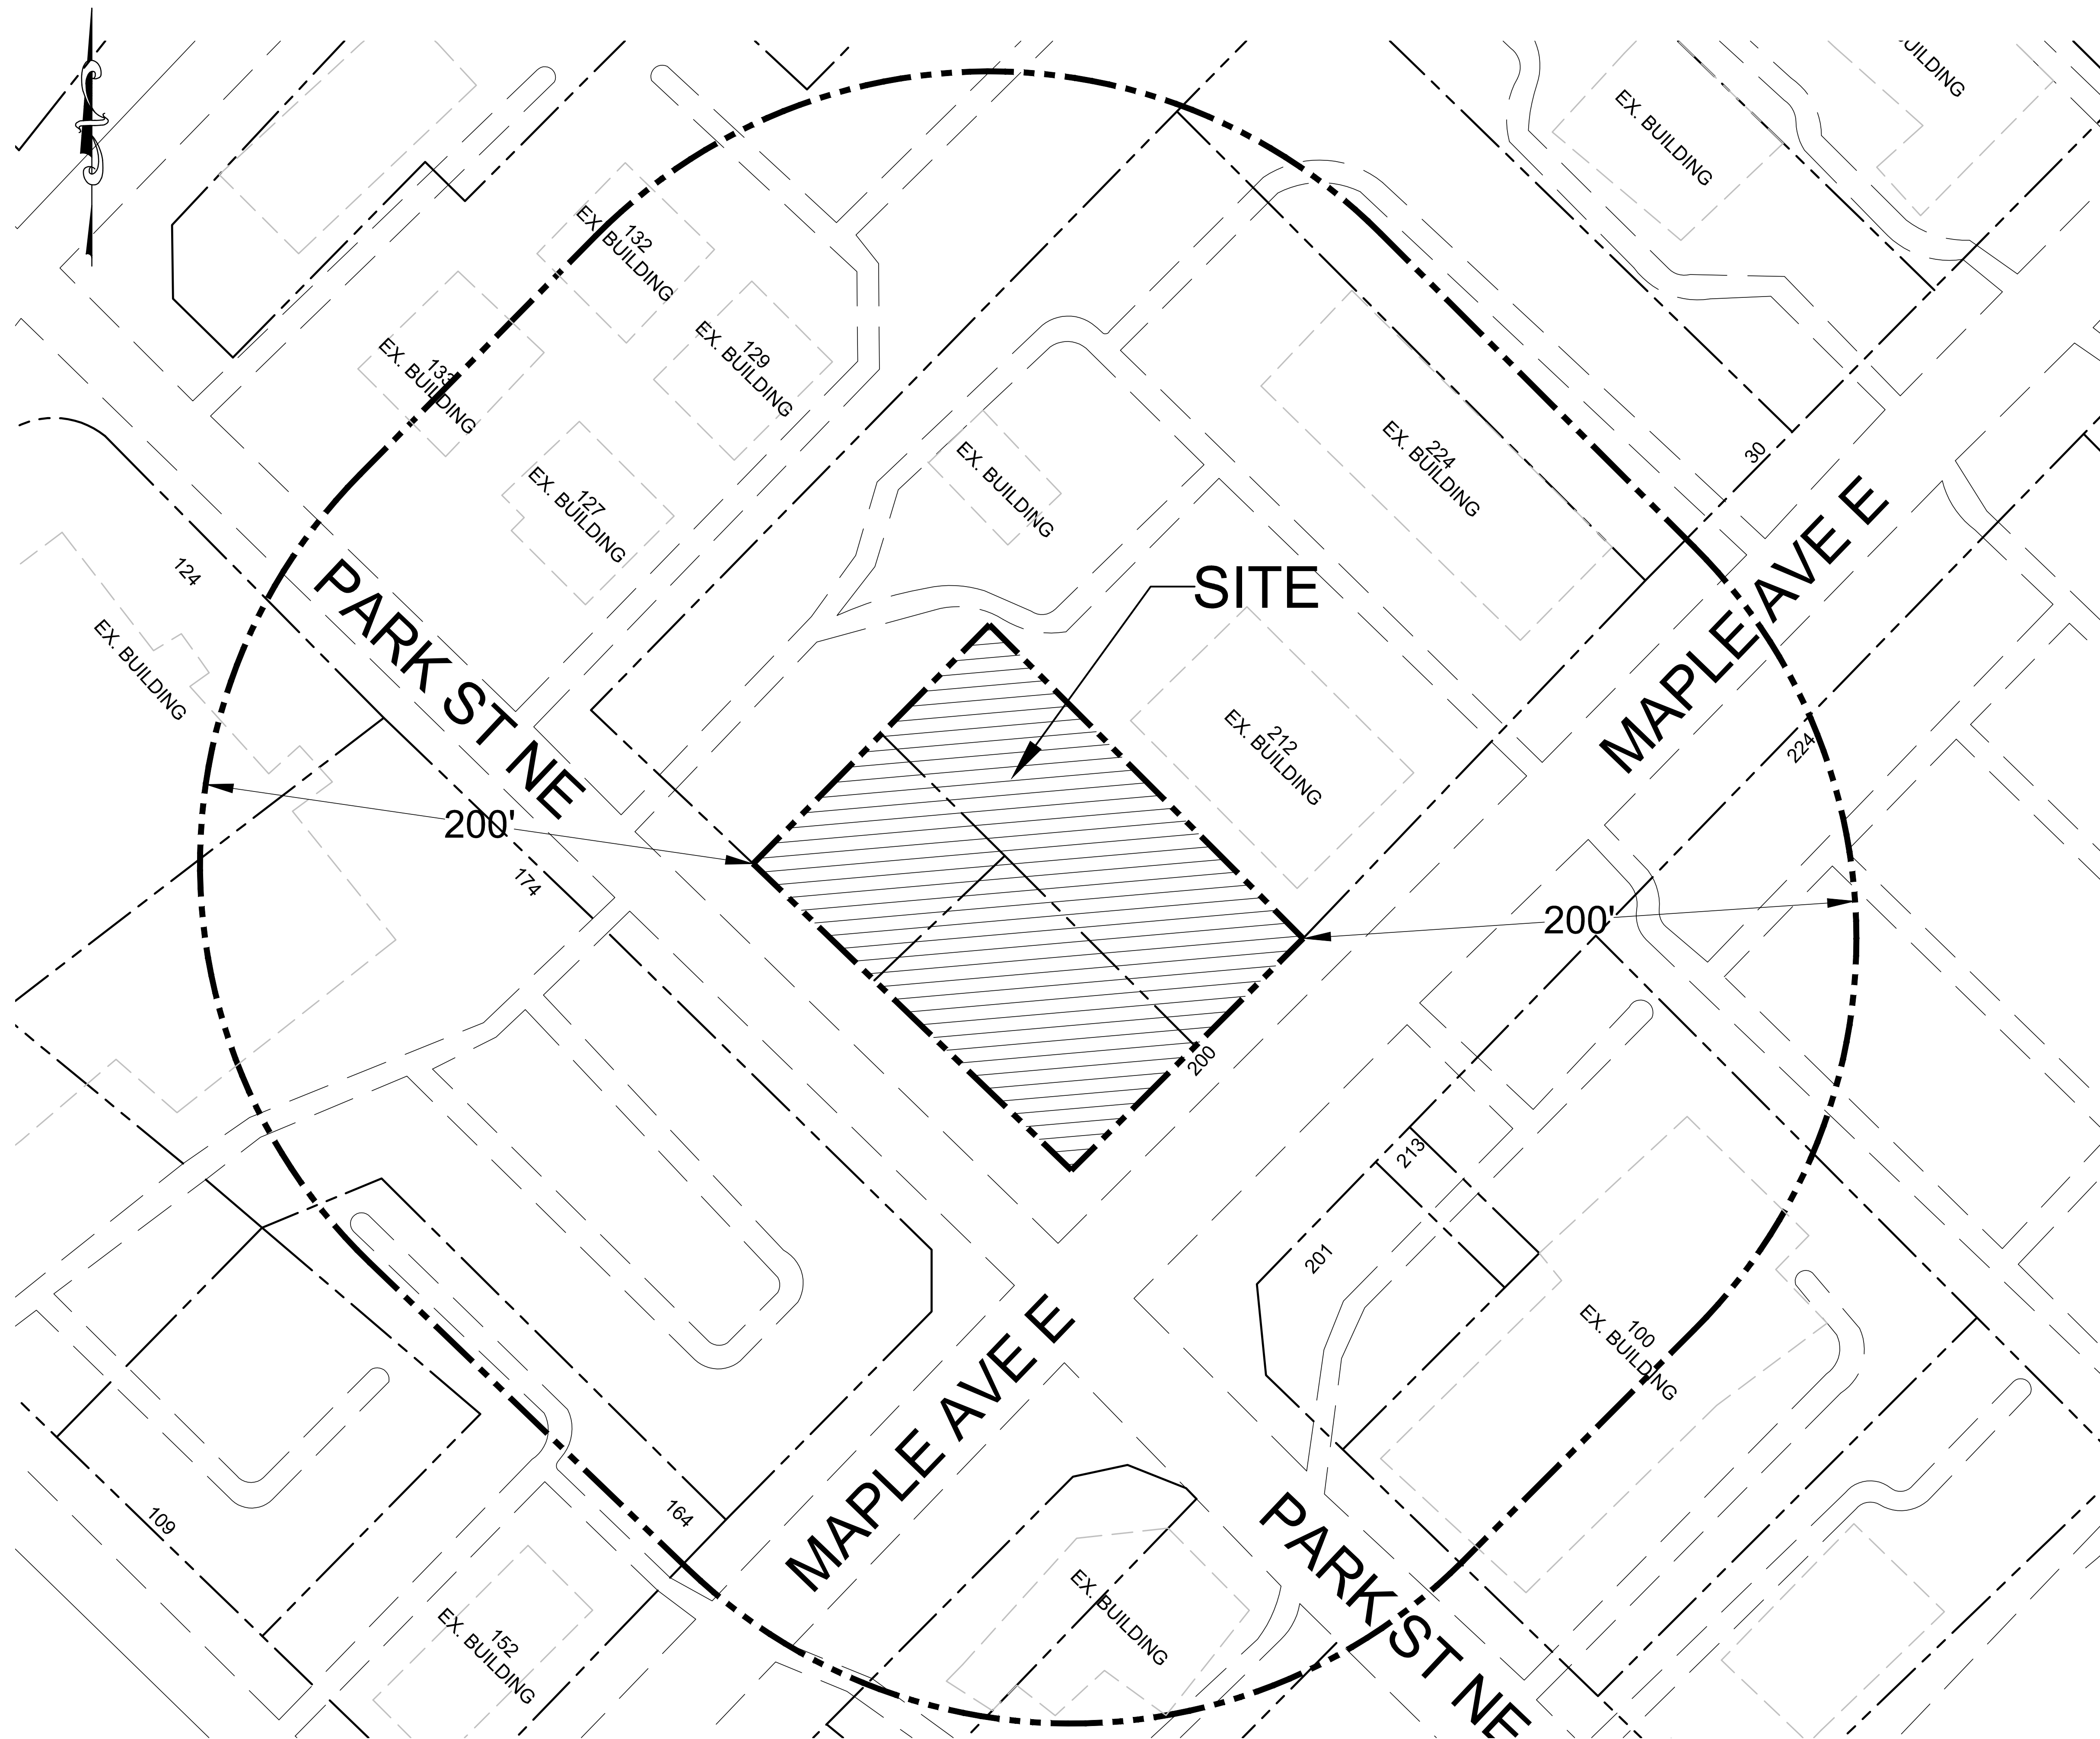 UILDING
EX. BUILDING
132
EX. BUILDING
129
EX. BUILDING
133
EX. BUILDING
224
EX. BUILDING
30
EX. BUILDING
127
EX. BUILDING
124
EX. BUILDING
PARK ST NE
SITE
MAPLE AVE E
212
EX. BUILDING
224
200'
174
200'
200
213
201
100
EX. BUILDING
MAPLE AVE E
164
109
152
EX. BUILDING
EX. BUILDING
PARK ST NE